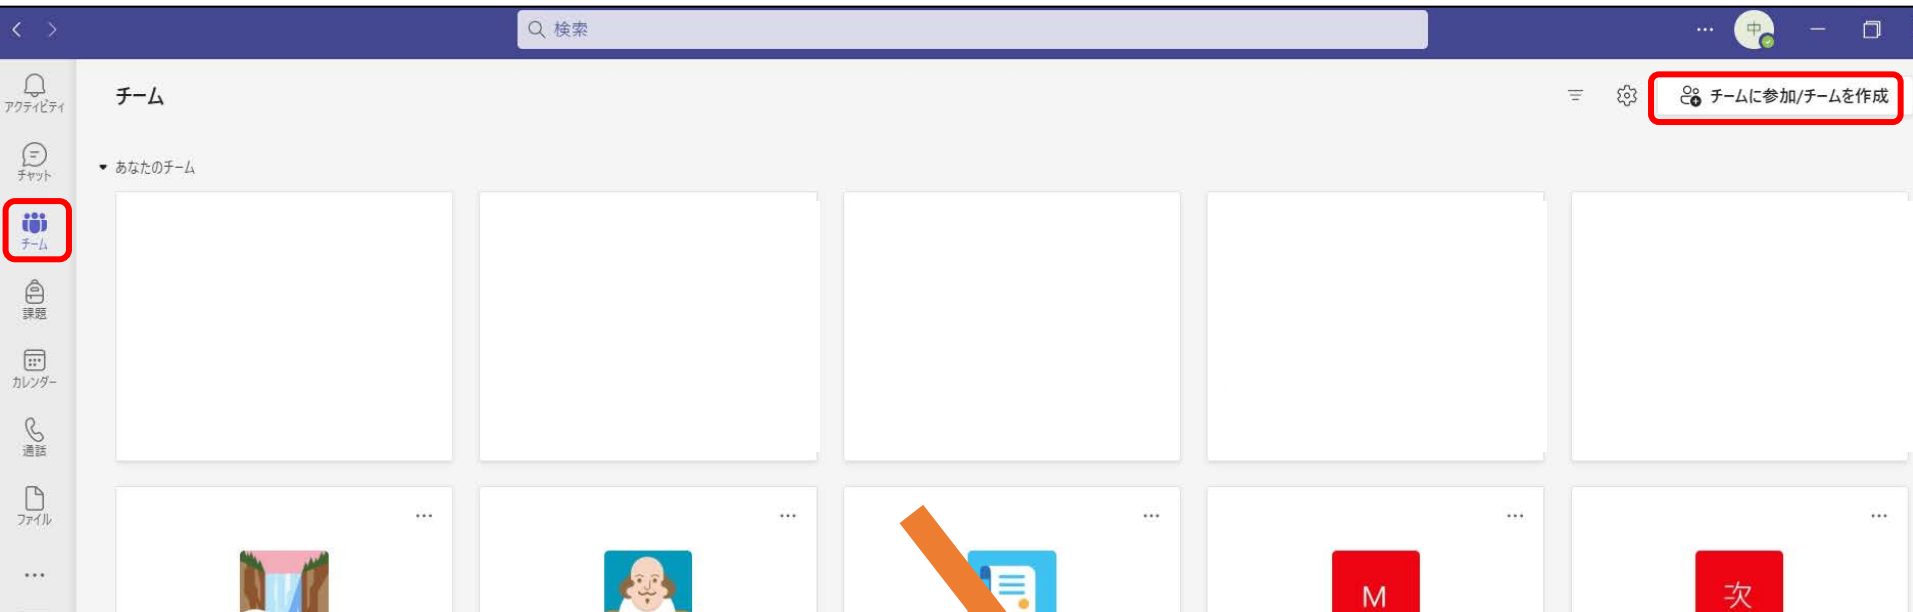 検索
中
アクティビティ
チーム
チームに参加/チームを作成
チャット
あなたのチーム
チーム
課題
カレンダー
通話
ファイル
M
次